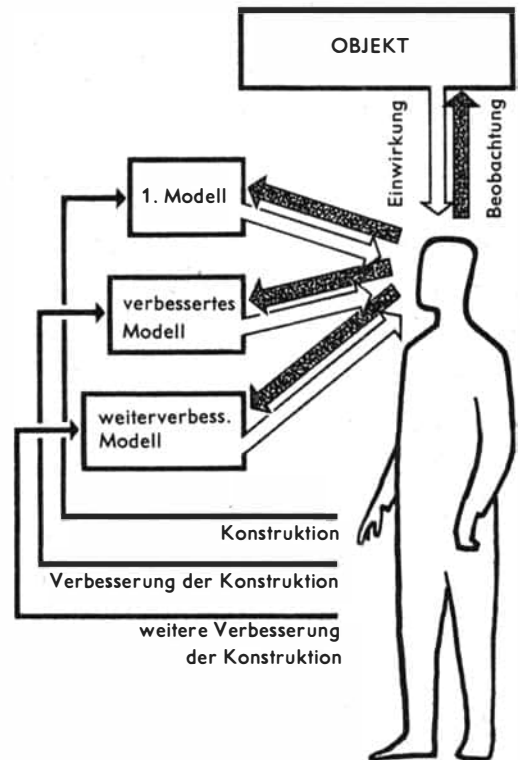 OBJEKT
Einwirkung
Beobachtung
1. Modell
verbessertes
Modell
weiterverbess.
Modell
Konstruktion
Verbesserung der Konstruktion
weitere Verbesserung
der Konstruktion